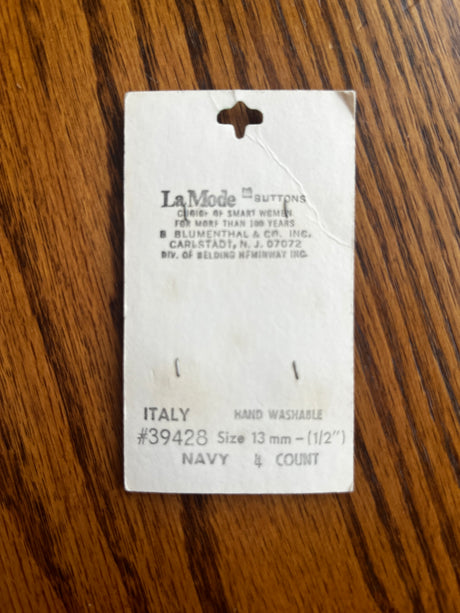 La Mode BUTTONS
CHOICE OF SMART WOMEN
FOR MORE THAN 100 YEARS
B BLUMENTHAL & CO. INC.
CARLSTADT, N. J. 07072
DIV. OF BELDING HEMINWAY INC.
ITALY HAND WASHABLE
#39428 Size 13 mm - (1/2")
NAVY 4 COUNT